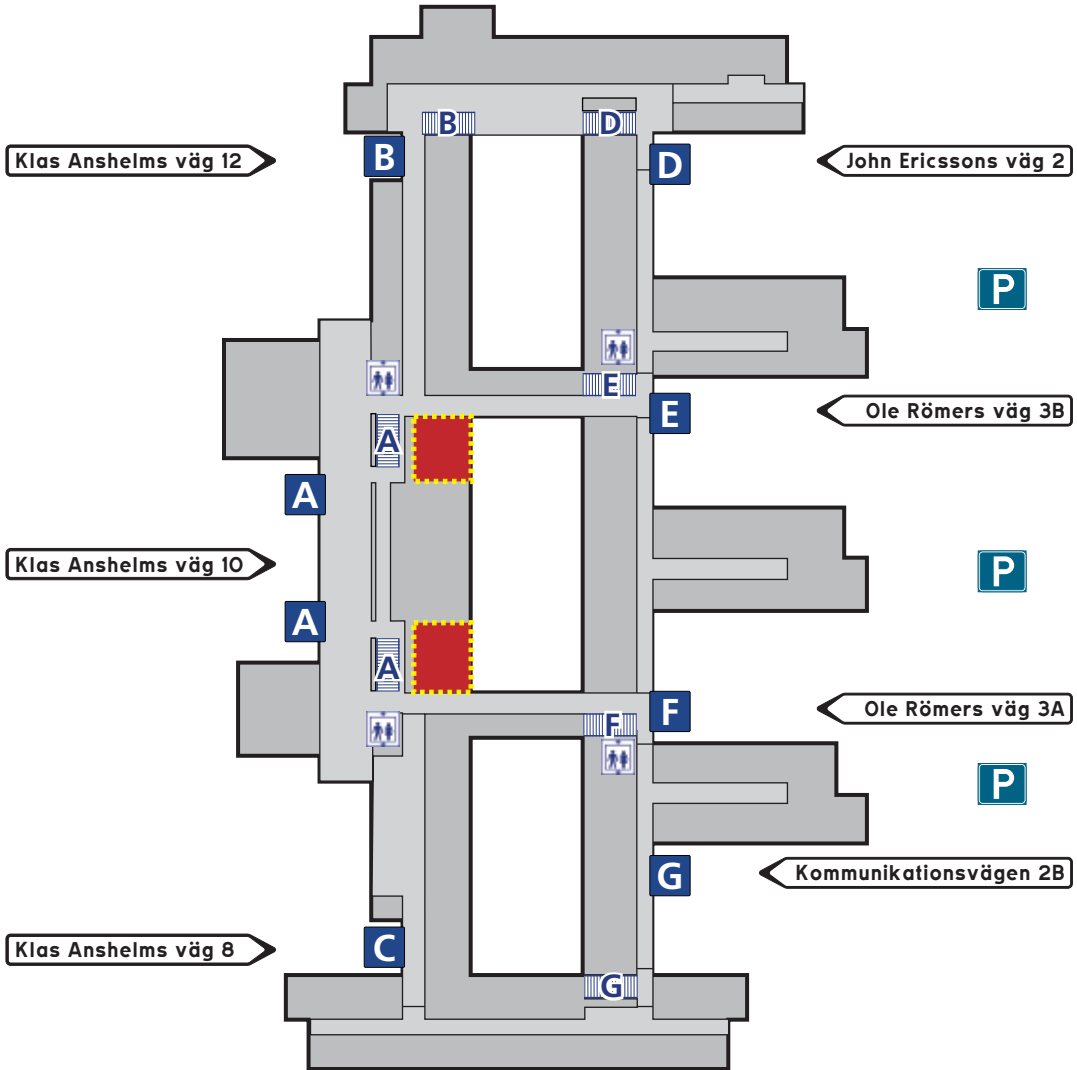 B
D
B
D
Klas Anshelms väg 12
John Ericssons väg 2
P
E
Ole Römers väg 3B
E
A
A
Klas Anshelms väg 10
P
A
A
F
Ole Römers väg 3A
F
P
G
Kommunikationsvägen 2B
Klas Anshelms väg 8
C
G